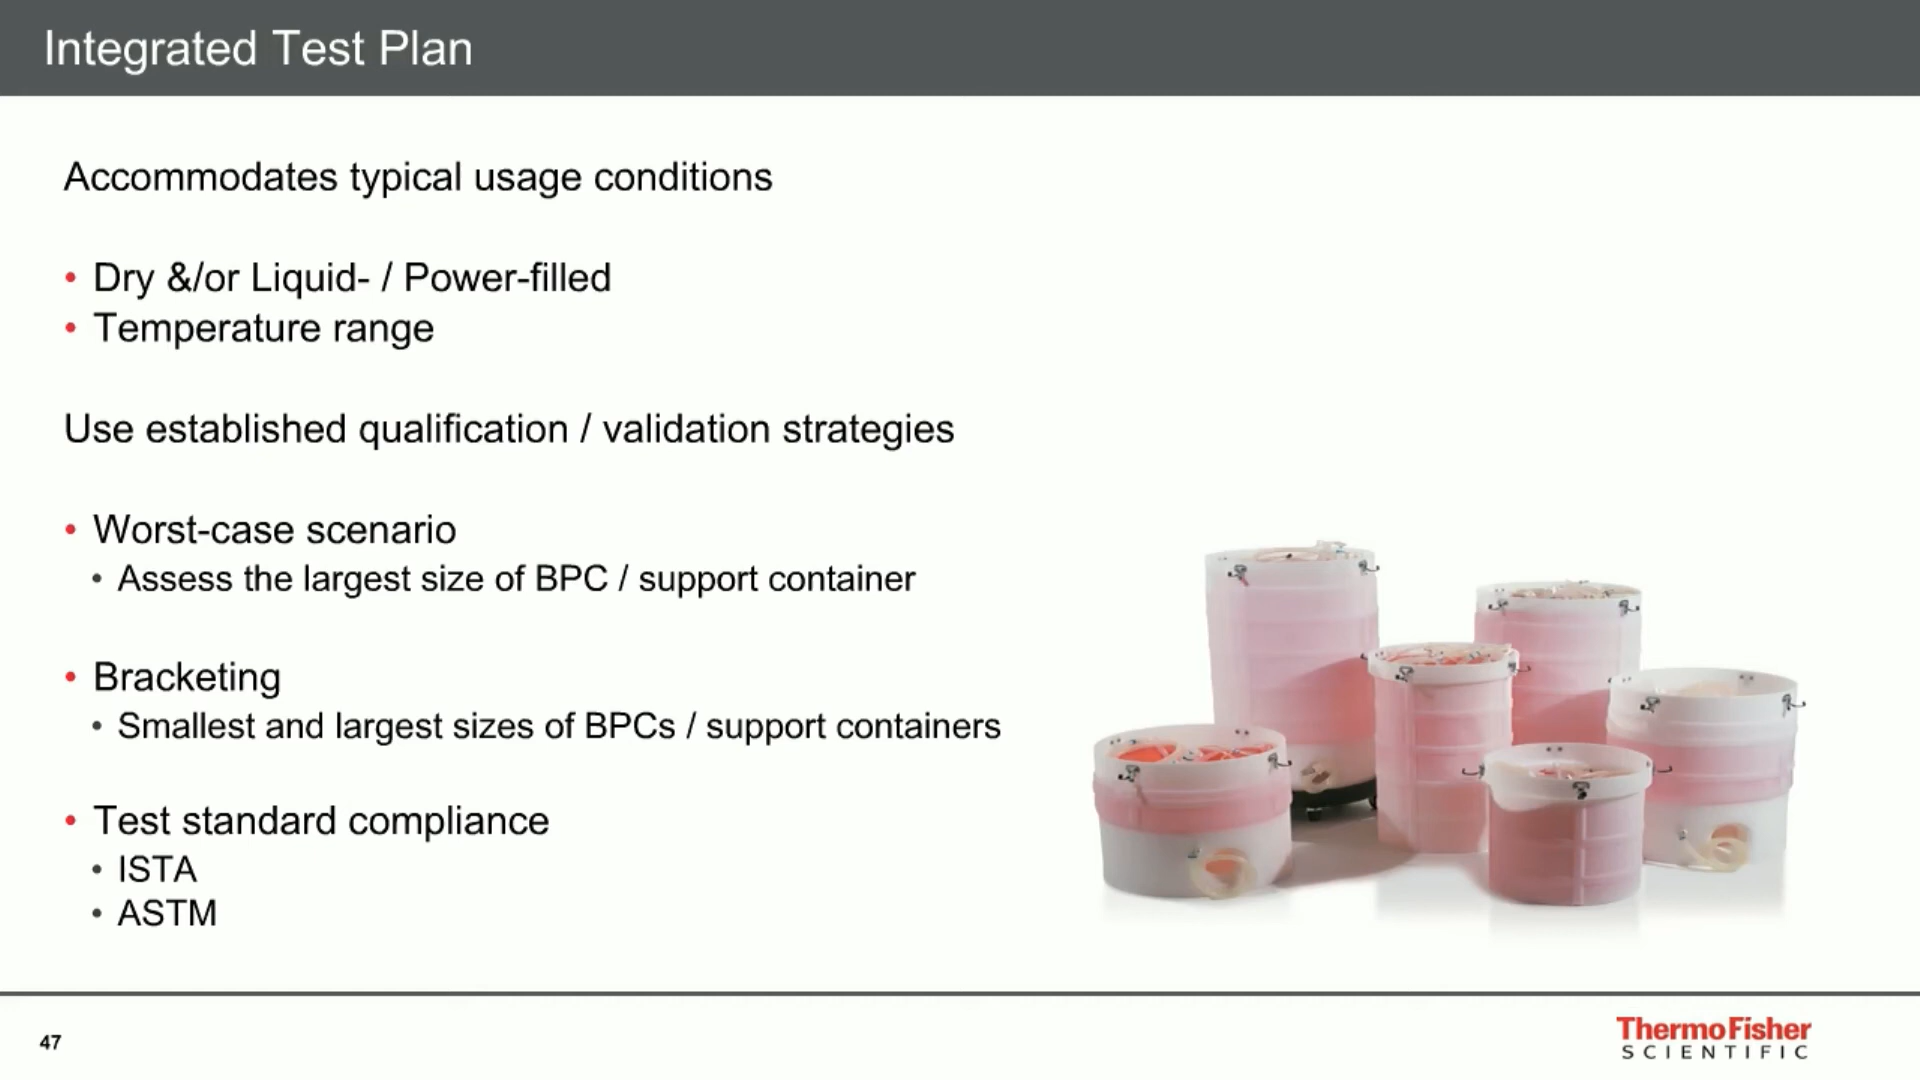 Integrated Test Plan
Accommodates typical usage conditions
• Dry &/or Liquid- / Power-filled
• Temperature range
Use established qualification / validation strategies
• Worst-case scenario
• Assess the largest size of BPC / support container
• Bracketing
• Smallest and largest sizes of BPCs / support containers
• Test standard compliance
• ISTA
• ASTM
47
ThermoFisher
SCIENTIFIC